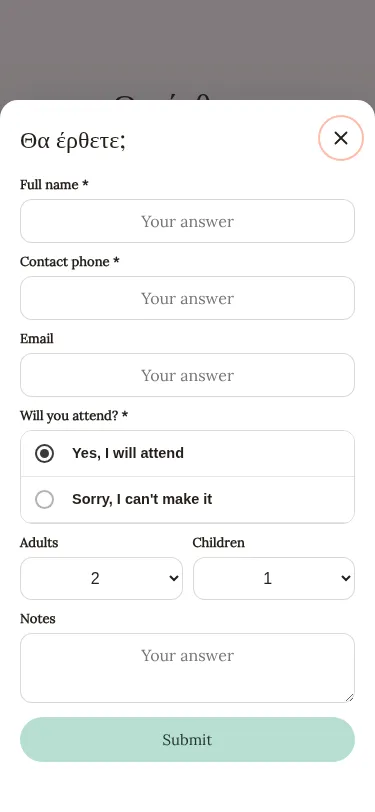 Θα έρθετε;
Full name *
Your answer
Contact phone *
Your answer
Email
Your answer
Will you attend? *
Yes, I will attend
Sorry, I can't make it
Adults
Children
2
1
Notes
Your answer
Submit